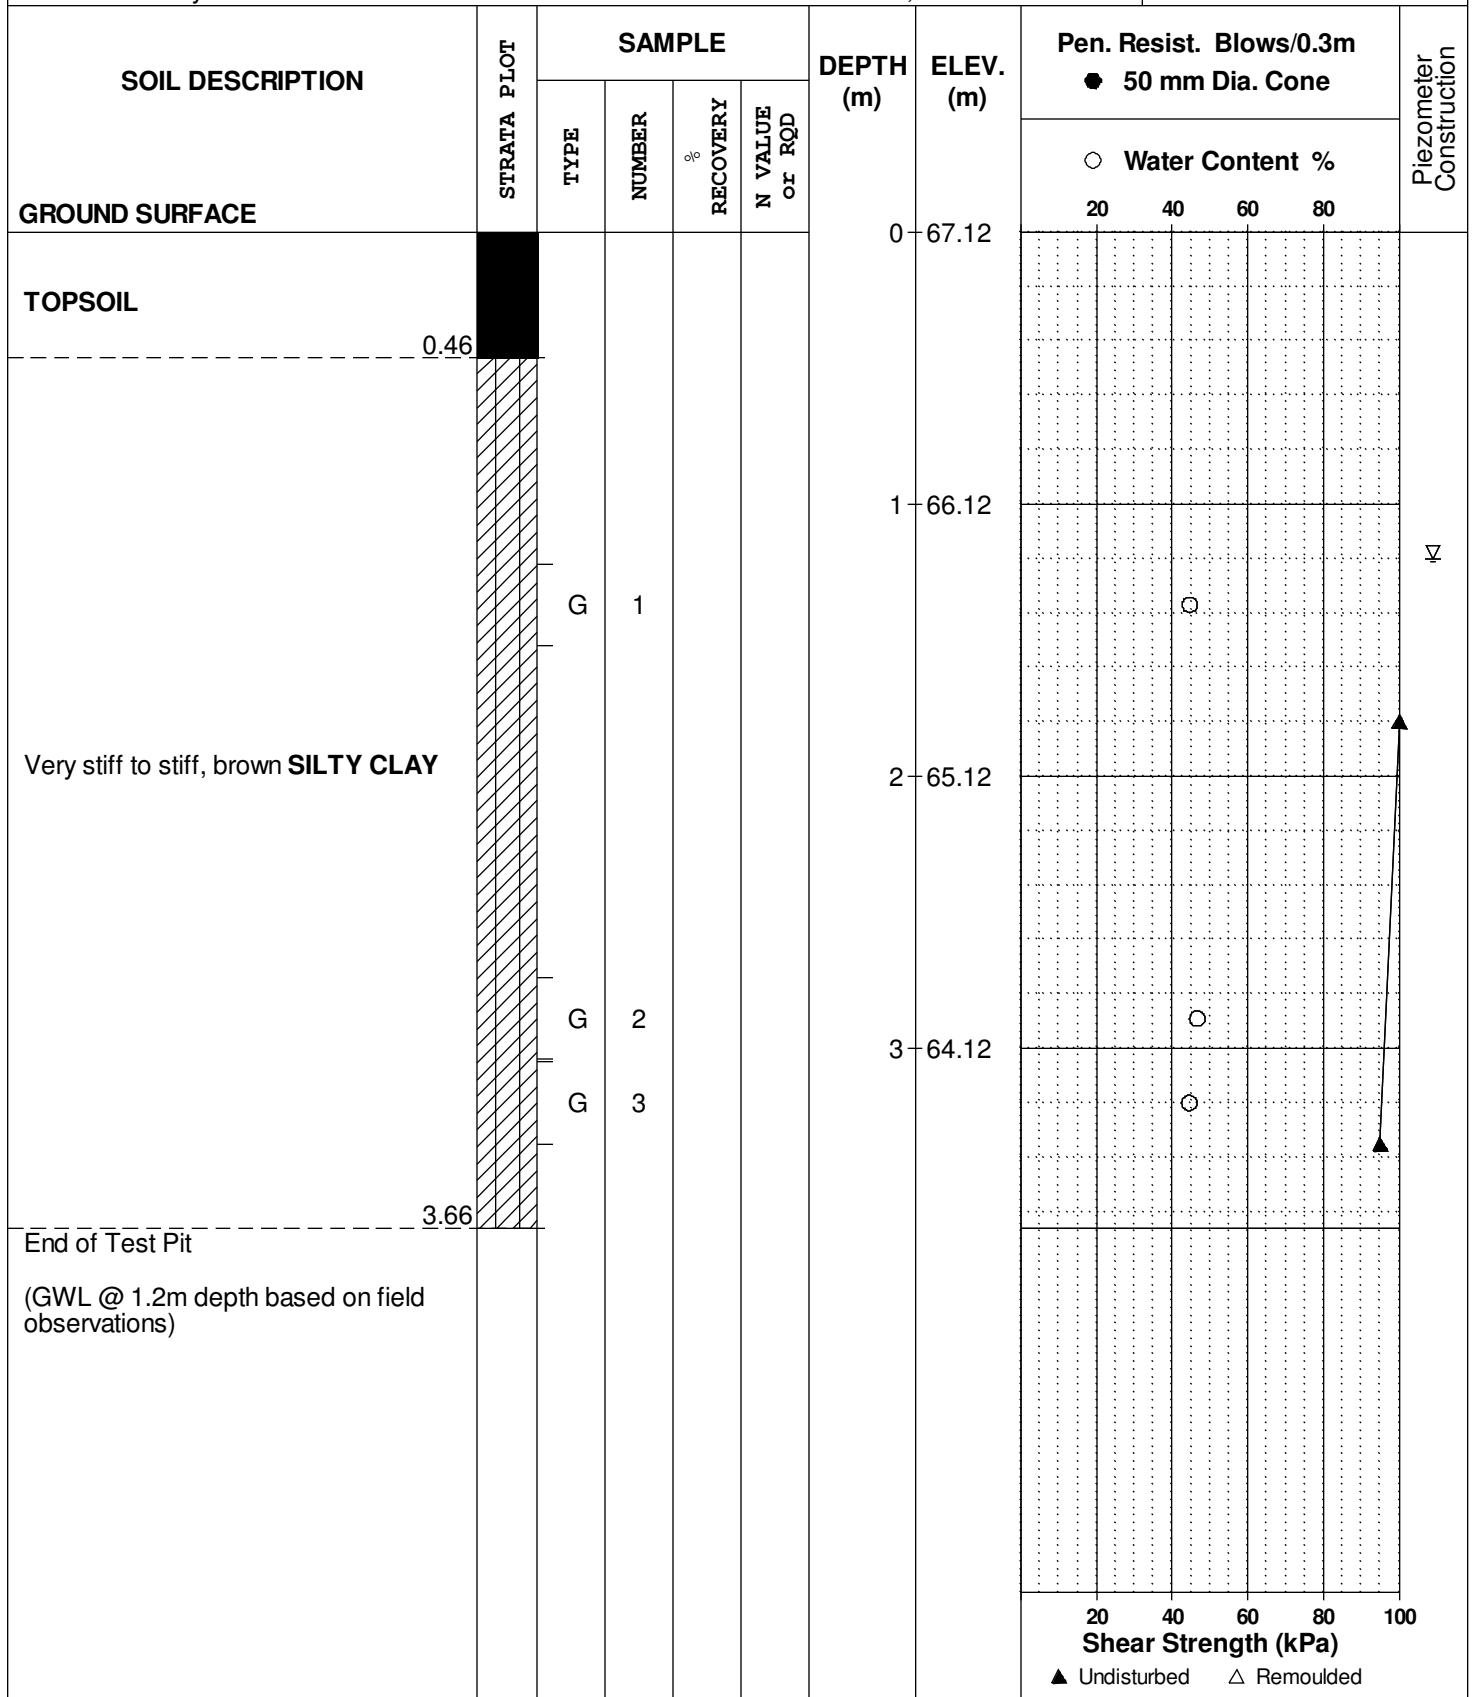 SOIL DESCRIPTION
GROUND SURFACE
STRATA PLOT
SAMPLE
TYPE
NUMBER
%
RECOVERY
N VALUE
or RQD
DEPTH
(m)
ELEV.
(m)
Pen. Resist. Blows/0.3m
● 50 mm Dia. Cone
○ Water Content %
20 40 60 80
Piezometer
Construction
0 67.12
TOPSOIL
0.46
1 66.12
G 1
Very stiff to stiff, brown SILTY CLAY
2 65.12
G 2
3 64.12
G 3
3.66
End of Test Pit
(GWL @ 1.2m depth based on field
observations)
20 40 60 80 100
Shear Strength (kPa)
▲ Undisturbed △ Remoulded